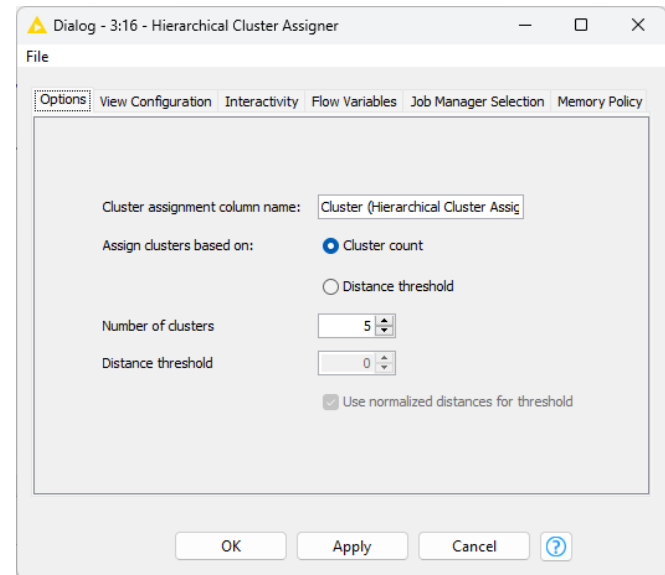 Dialog - 3:16 - Hierarchical Cluster Assigner
File
Options View Configuration Interactivity Flow Variables Job Manager Selection Memory Policy
Cluster assignment column name: Cluster (Hierarchical Cluster Assig
Assign clusters based on: Cluster count
Distance threshold
Number of clusters 5
Distance threshold 0
Use normalized distances for threshold
OK Apply Cancel ?